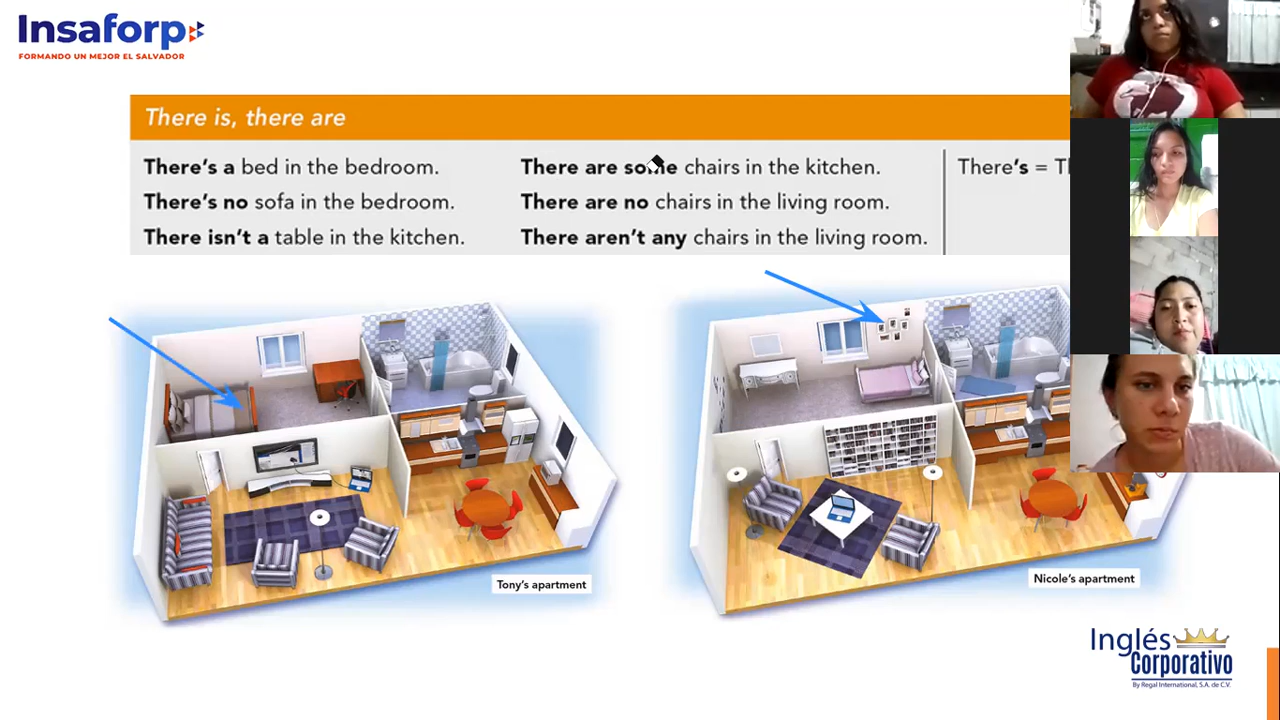 Insaforp
FORMANDO UN MEJOR EL SALVADOR
There is, there are
There's a bed in the bedroom.
There's no sofa in the bedroom.
There isn't a table in the kitchen.
There are some chairs in the kitchen.
There are no chairs in the living room.
There aren't any chairs in the living room.
There's = Th
Tony's apartment
Nicole's apartment
Inglés
Corporativo
By Regal International, S.A. de C.V.